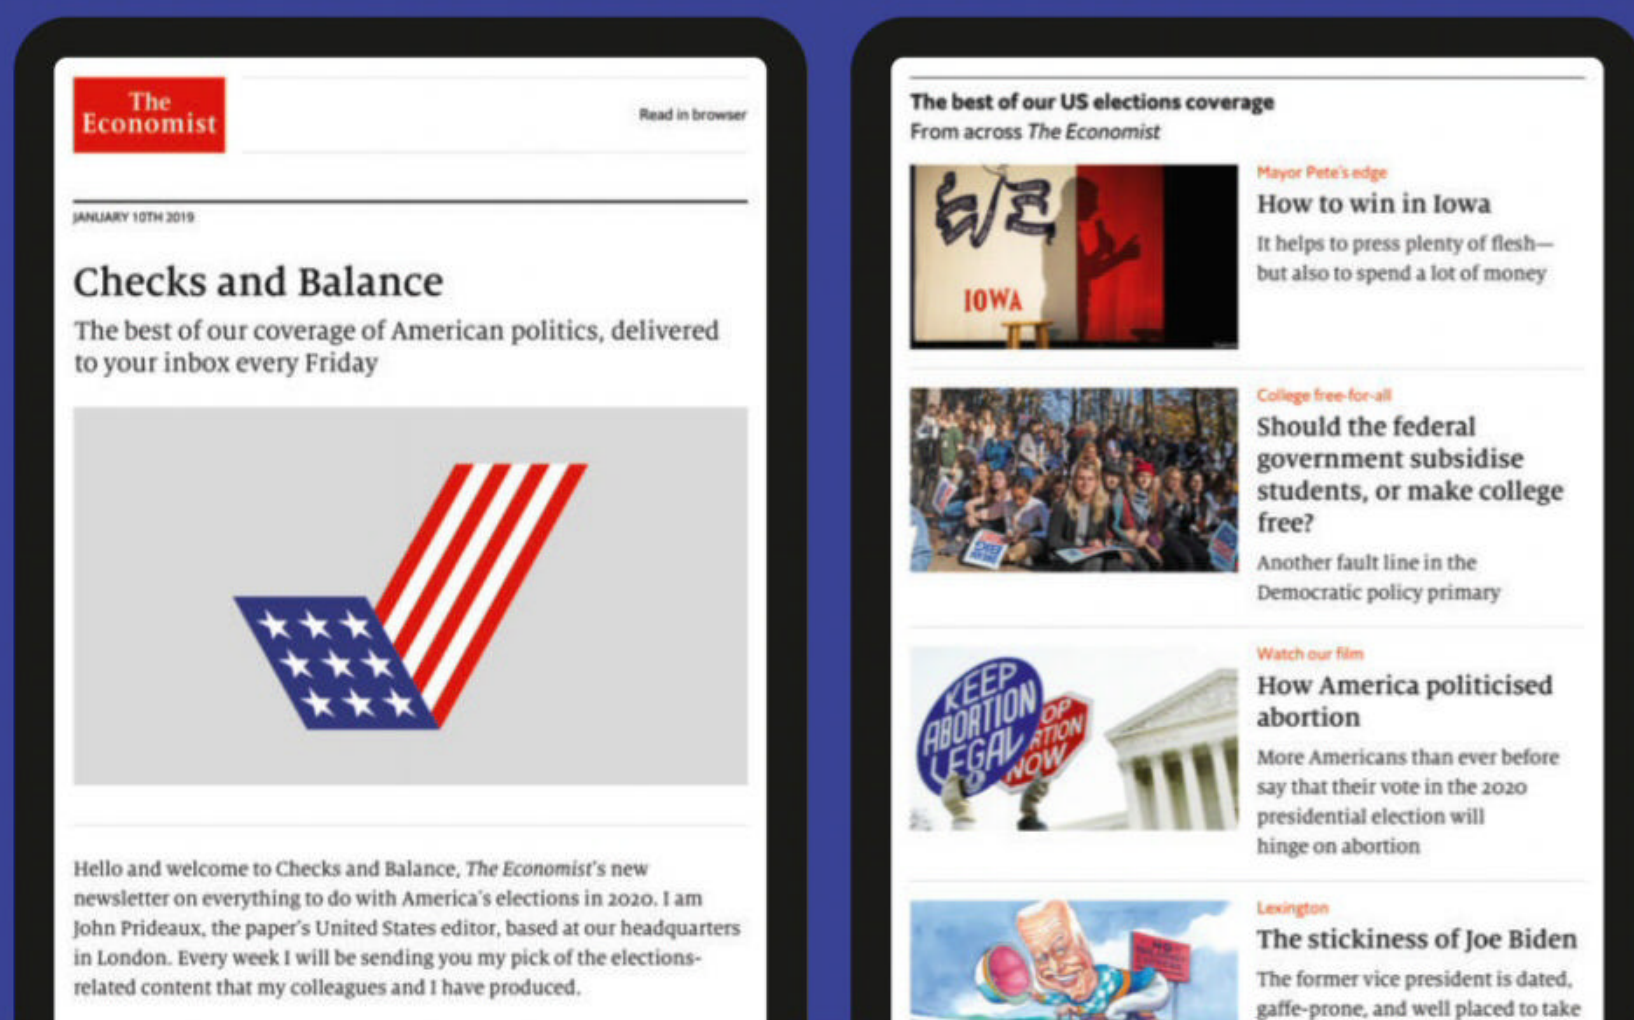 The
Economist
Read in browser
JANUARY 10TH 2019
Checks and Balance
The best of our coverage of American politics, delivered
to your inbox every Friday
Hello and welcome to Checks and Balance, The Economist's new
newsletter on everything to do with America's elections in 2020. I am
John Prideaux, the paper's United States editor, based at our headquarters
in London. Every week I will be sending you my pick of the elections-
related content that my colleagues and I have produced.
The best of our US elections coverage
From across The Economist
IOWA
Mayor Pete's edge
How to win in Iowa
It helps to press plenty of flesh—
but also to spend a lot of money
College free-for-all
Should the federal
government subsidise
students, or make college
free?
Another fault line in the
Democratic policy primary
KEEP
ABORTION
LEGAL
OP
RTION
NOW
Watch our film
How America politicised
abortion
More Americans than ever before
say that their vote in the 2020
presidential election will
hinge on abortion
NO
Lexington
The stickiness of Joe Biden
The former vice president is dated,
gaffe-prone, and well placed to take